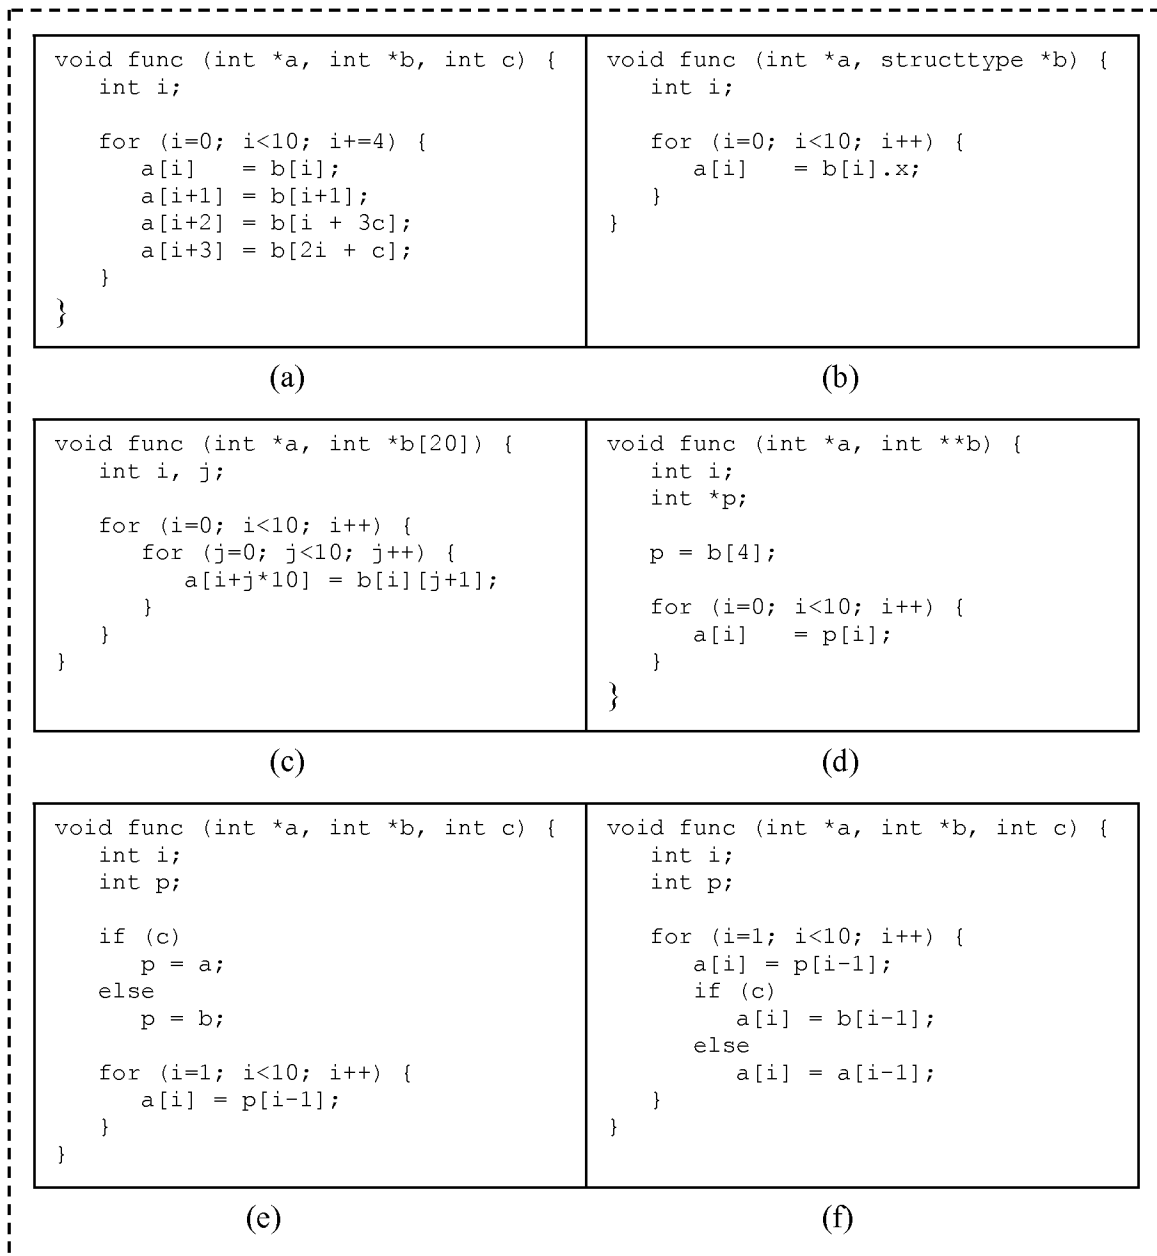 void func (int *a, int *b, int c) {
   int i;

   for (i=0; i<10; i+=4) {
      a[i]   = b[i];
      a[i+1] = b[i+1];
      a[i+2] = b[i + 3c];
      a[i+3] = b[2i + c];
   }
}
(a)
void func (int *a, structtype *b) {
   int i;

   for (i=0; i<10; i++) {
      a[i]   = b[i].x;
   }
}
(b)
void func (int *a, int *b[20]) {
   int i, j;

   for (i=0; i<10; i++) {
      for (j=0; j<10; j++) {
         a[i+j*10] = b[i][j+1];
      }
   }
}
(c)
void func (int *a, int **b) {
   int i;
   int *p;

   p = b[4];

   for (i=0; i<10; i++) {
      a[i]   = p[i];
   }
}
(d)
void func (int *a, int *b, int c) {
   int i;
   int p;

   if (c)
      p = a;
   else
      p = b;

   for (i=1; i<10; i++) {
      a[i] = p[i-1];
   }
}
(e)
void func (int *a, int *b, int c) {
   int i;
   int p;

   for (i=1; i<10; i++) {
      a[i] = p[i-1];
      if (c)
         a[i] = b[i-1];
      else
         a[i] = a[i-1];
   }
}
(f)